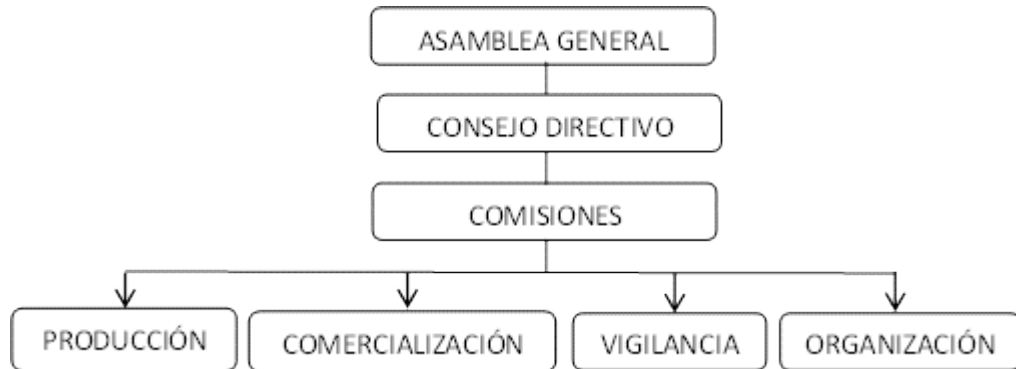 ASAMBLEA GENERAL
CONSEJO DIRECTIVO
COMISIONES
PRODUCCIÓN
COMERCIALIZACIÓN
VIGILANCIA
ORGANIZACIÓN